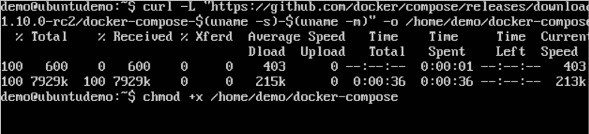 demo@ubuntudemo:~$ curl -L "https://github.com/docker/compose/releases/downloa
1.10.0-rc2/docker-compose-$(uname -s)-$(uname -m)" -o /home/demo/docker-compose
% Total % Received % Xferd Average Speed Time Time Time Current
Dload Upload Total Spent Left Speed
100 600 0 600 0 0 403 0 --:--:-- 0:00:01 --:--:-- 403
100 7929k 100 7929k 0 0 215k 0 0:00:36 0:00:36 --:--:-- 213k
demo@ubuntudemo:~$ chmod +x /home/demo/docker-compose